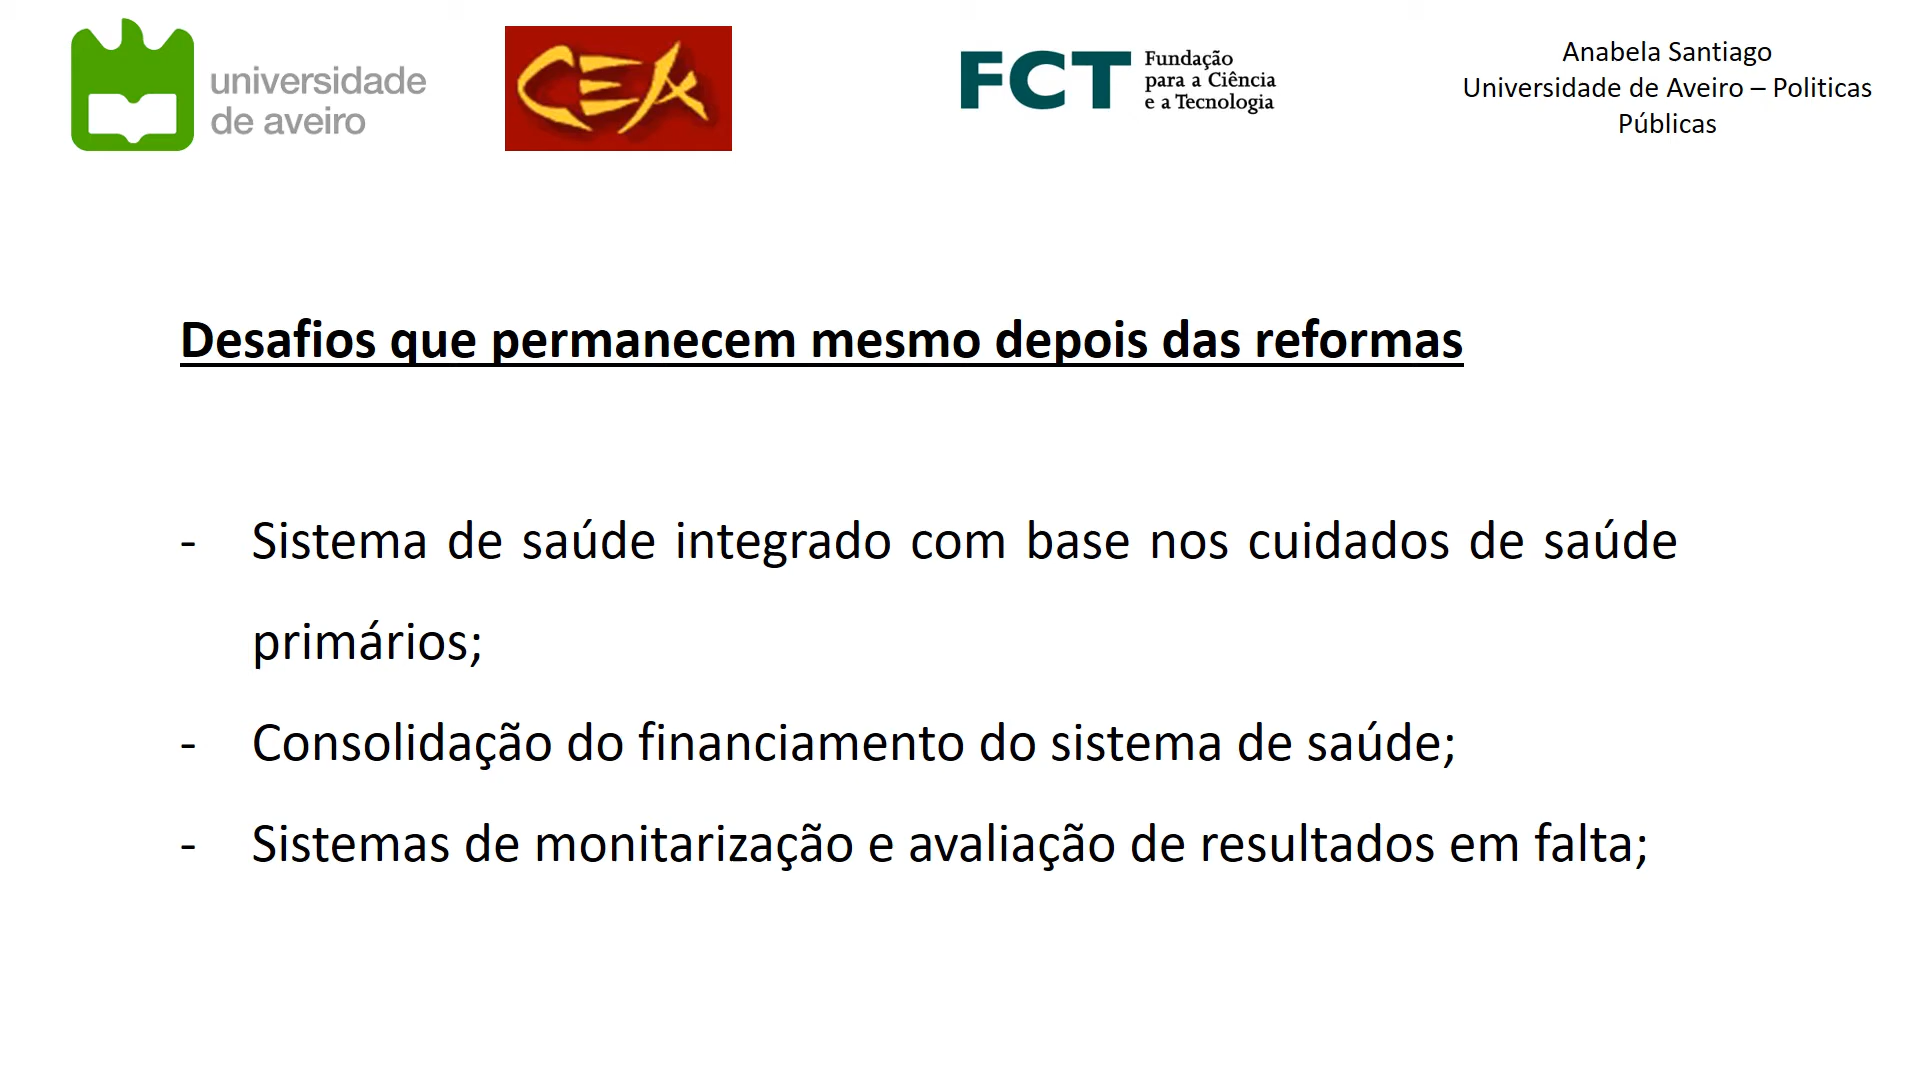 universidade
de aveiro
CEA
FCT
Fundação
para a Ciência
e a Tecnologia
Anabela Santiago
Universidade de Aveiro – Politicas
Públicas
Desafios que permanecem mesmo depois das reformas
- Sistema de saúde integrado com base nos cuidados de saúde
primários;
- Consolidação do financiamento do sistema de saúde;
- Sistemas de monitarização e avaliação de resultados em falta;